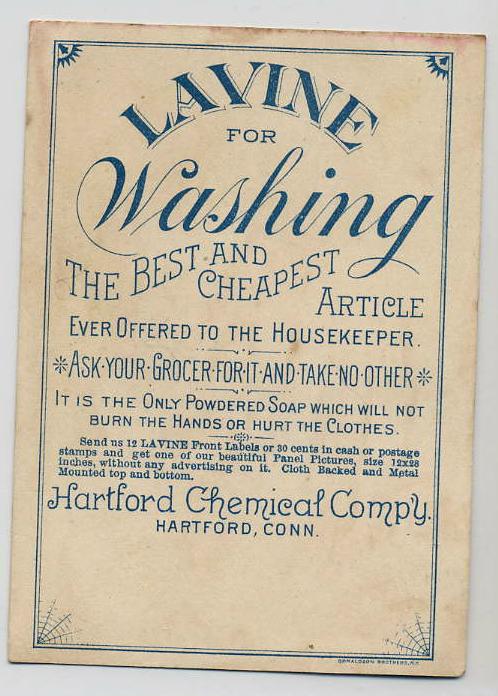 LAVINE
FOR
Washing
THE BEST AND CHEAPEST ARTICLE
EVER OFFERED TO THE HOUSEKEEPER.
ASK·YOUR·GROCER·FOR·IT·AND·TAKE·NO·OTHER
IT IS THE ONLY POWDERED SOAP WHICH WILL NOT
BURN THE HANDS OR HURT THE CLOTHES.
Send us 12 LAVINE Front Labels or 30 cents in cash or postage
stamps and get one of our beautiful Panel Pictures, size 12x28
inches, without any advertising on it. Cloth Backed and Metal
Mounted top and bottom.
Hartford Chemical Compy.
HARTFORD, CONN.
DONALDSON BROTHERS, N.Y.